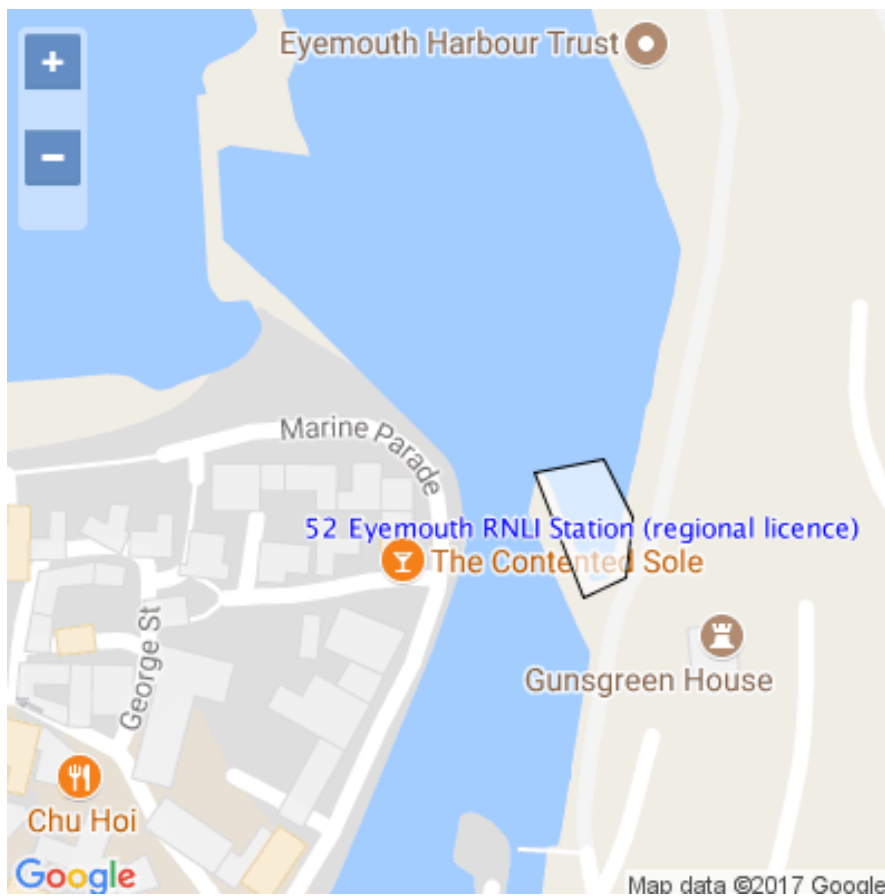 +
Eyemouth Harbour Trust
−
Marine Parade
52 Eyemouth RNLI Station (regional licence)
The Contented Sole
George St
Gunsgreen House
Chu Hoi
Google
Map data ©2017 Google